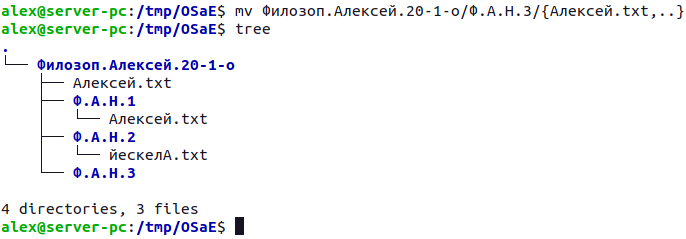 alex@server-pc:/tmp/OSaE$ mv Филозоп.Алексей.20-1-о/Ф.А.Н.3/{Алексей.txt,..}
alex@server-pc:/tmp/OSaE$ tree
.
└── Филозоп.Алексей.20-1-о
    ├── Алексей.txt
    ├── Ф.А.Н.1
    │   └── Алексей.txt
    ├── Ф.А.Н.2
    │   └── йескелА.txt
    └── Ф.А.Н.3

4 directories, 3 files
alex@server-pc:/tmp/OSaE$